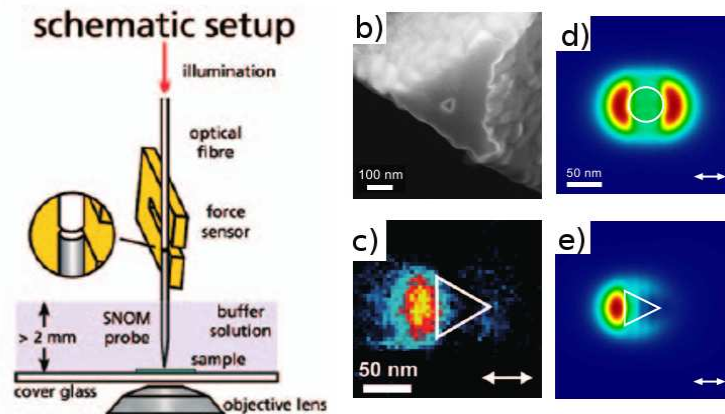 schematic setup
illumination
optical
fibre
force
sensor
> 2 mm
SNOM
probe
buffer
solution
sample
cover glass
objective lens
b)
100 nm
c)
50 nm
d)
50 nm
e)